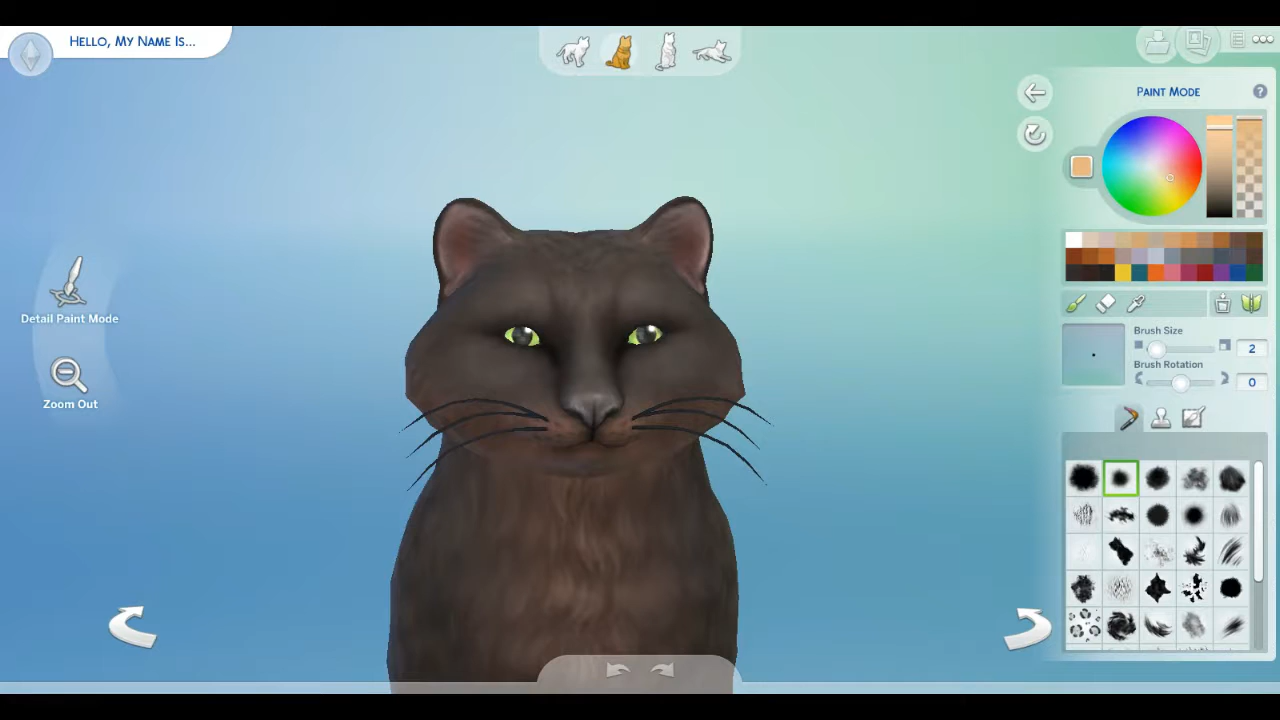 Hello, My Name Is...
Paint Mode
?
Detail Paint Mode
Zoom Out
Brush Size
2
Brush Rotation
0